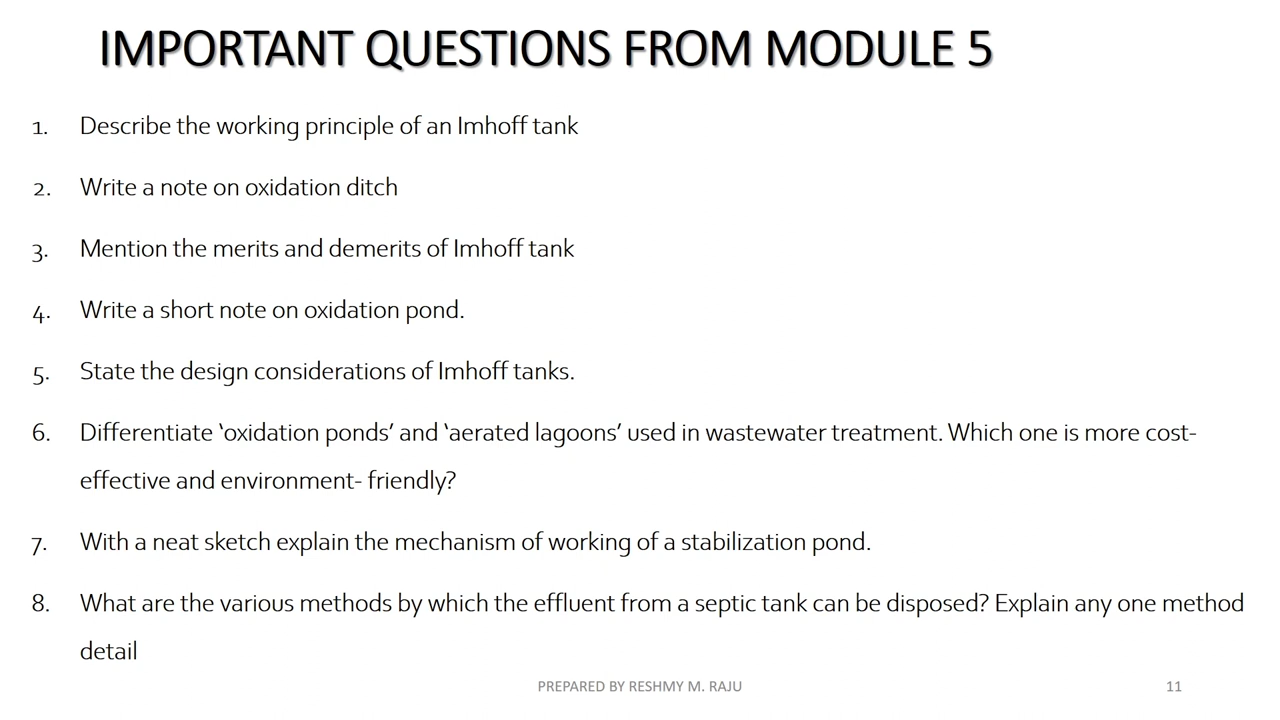 IMPORTANT QUESTIONS FROM MODULE 5
1. Describe the working principle of an Imhoff tank
2. Write a note on oxidation ditch
3. Mention the merits and demerits of Imhoff tank
4. Write a short note on oxidation pond.
5. State the design considerations of Imhoff tanks.
6. Differentiate ‘oxidation ponds’ and ‘aerated lagoons’ used in wastewater treatment. Which one is more cost-
effective and environment- friendly?
7. With a neat sketch explain the mechanism of working of a stabilization pond.
8. What are the various methods by which the effluent from a septic tank can be disposed? Explain any one method
detail
PREPARED BY RESHMY M. RAJU
11